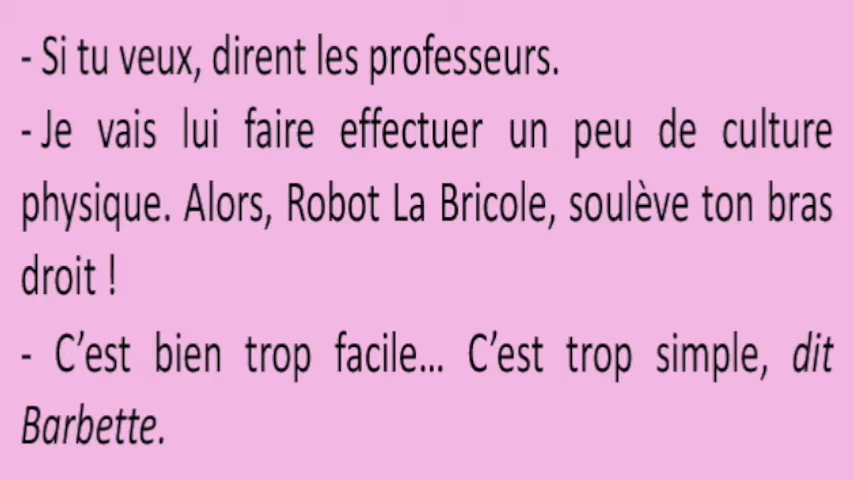 - Si tu veux, dirent les professeurs.
- Je vais lui faire effectuer un peu de culture
physique. Alors, Robot La Bricole, soulève ton bras
droit !
- C’est bien trop facile... C’est trop simple, dit
Barbette.